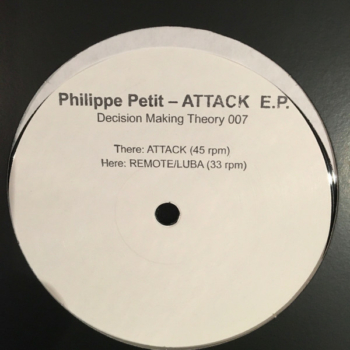 Philippe Petit – ATTACK E.P.
Decision Making Theory 007
There: ATTACK (45 rpm)
Here: REMOTE/LUBA (33 rpm)